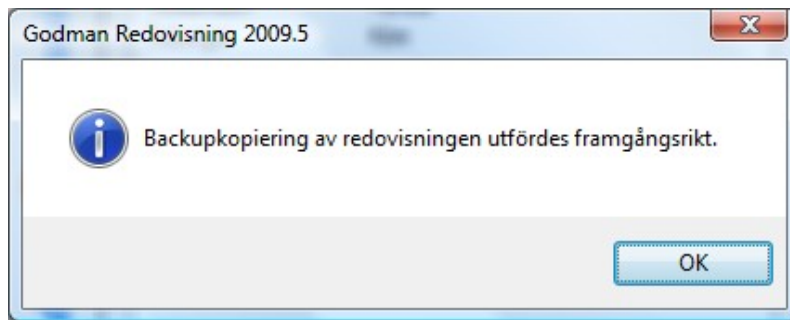 Godman Redovisning 2009.5
Backupkopiering av redovisningen utfördes framgångsrikt.
OK